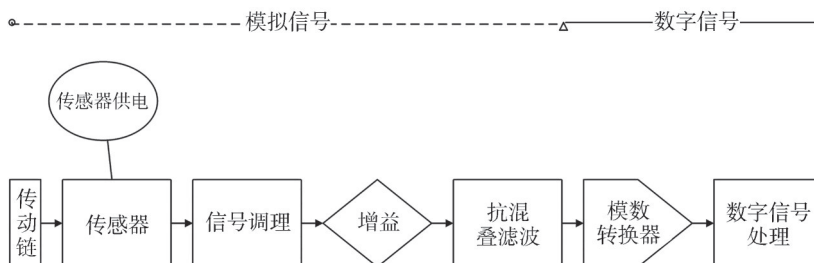 模拟信号
数字信号
传感器供电
传动链
传感器
信号调理
增益
抗混
叠滤波
模数
转换器
数字信号
处理